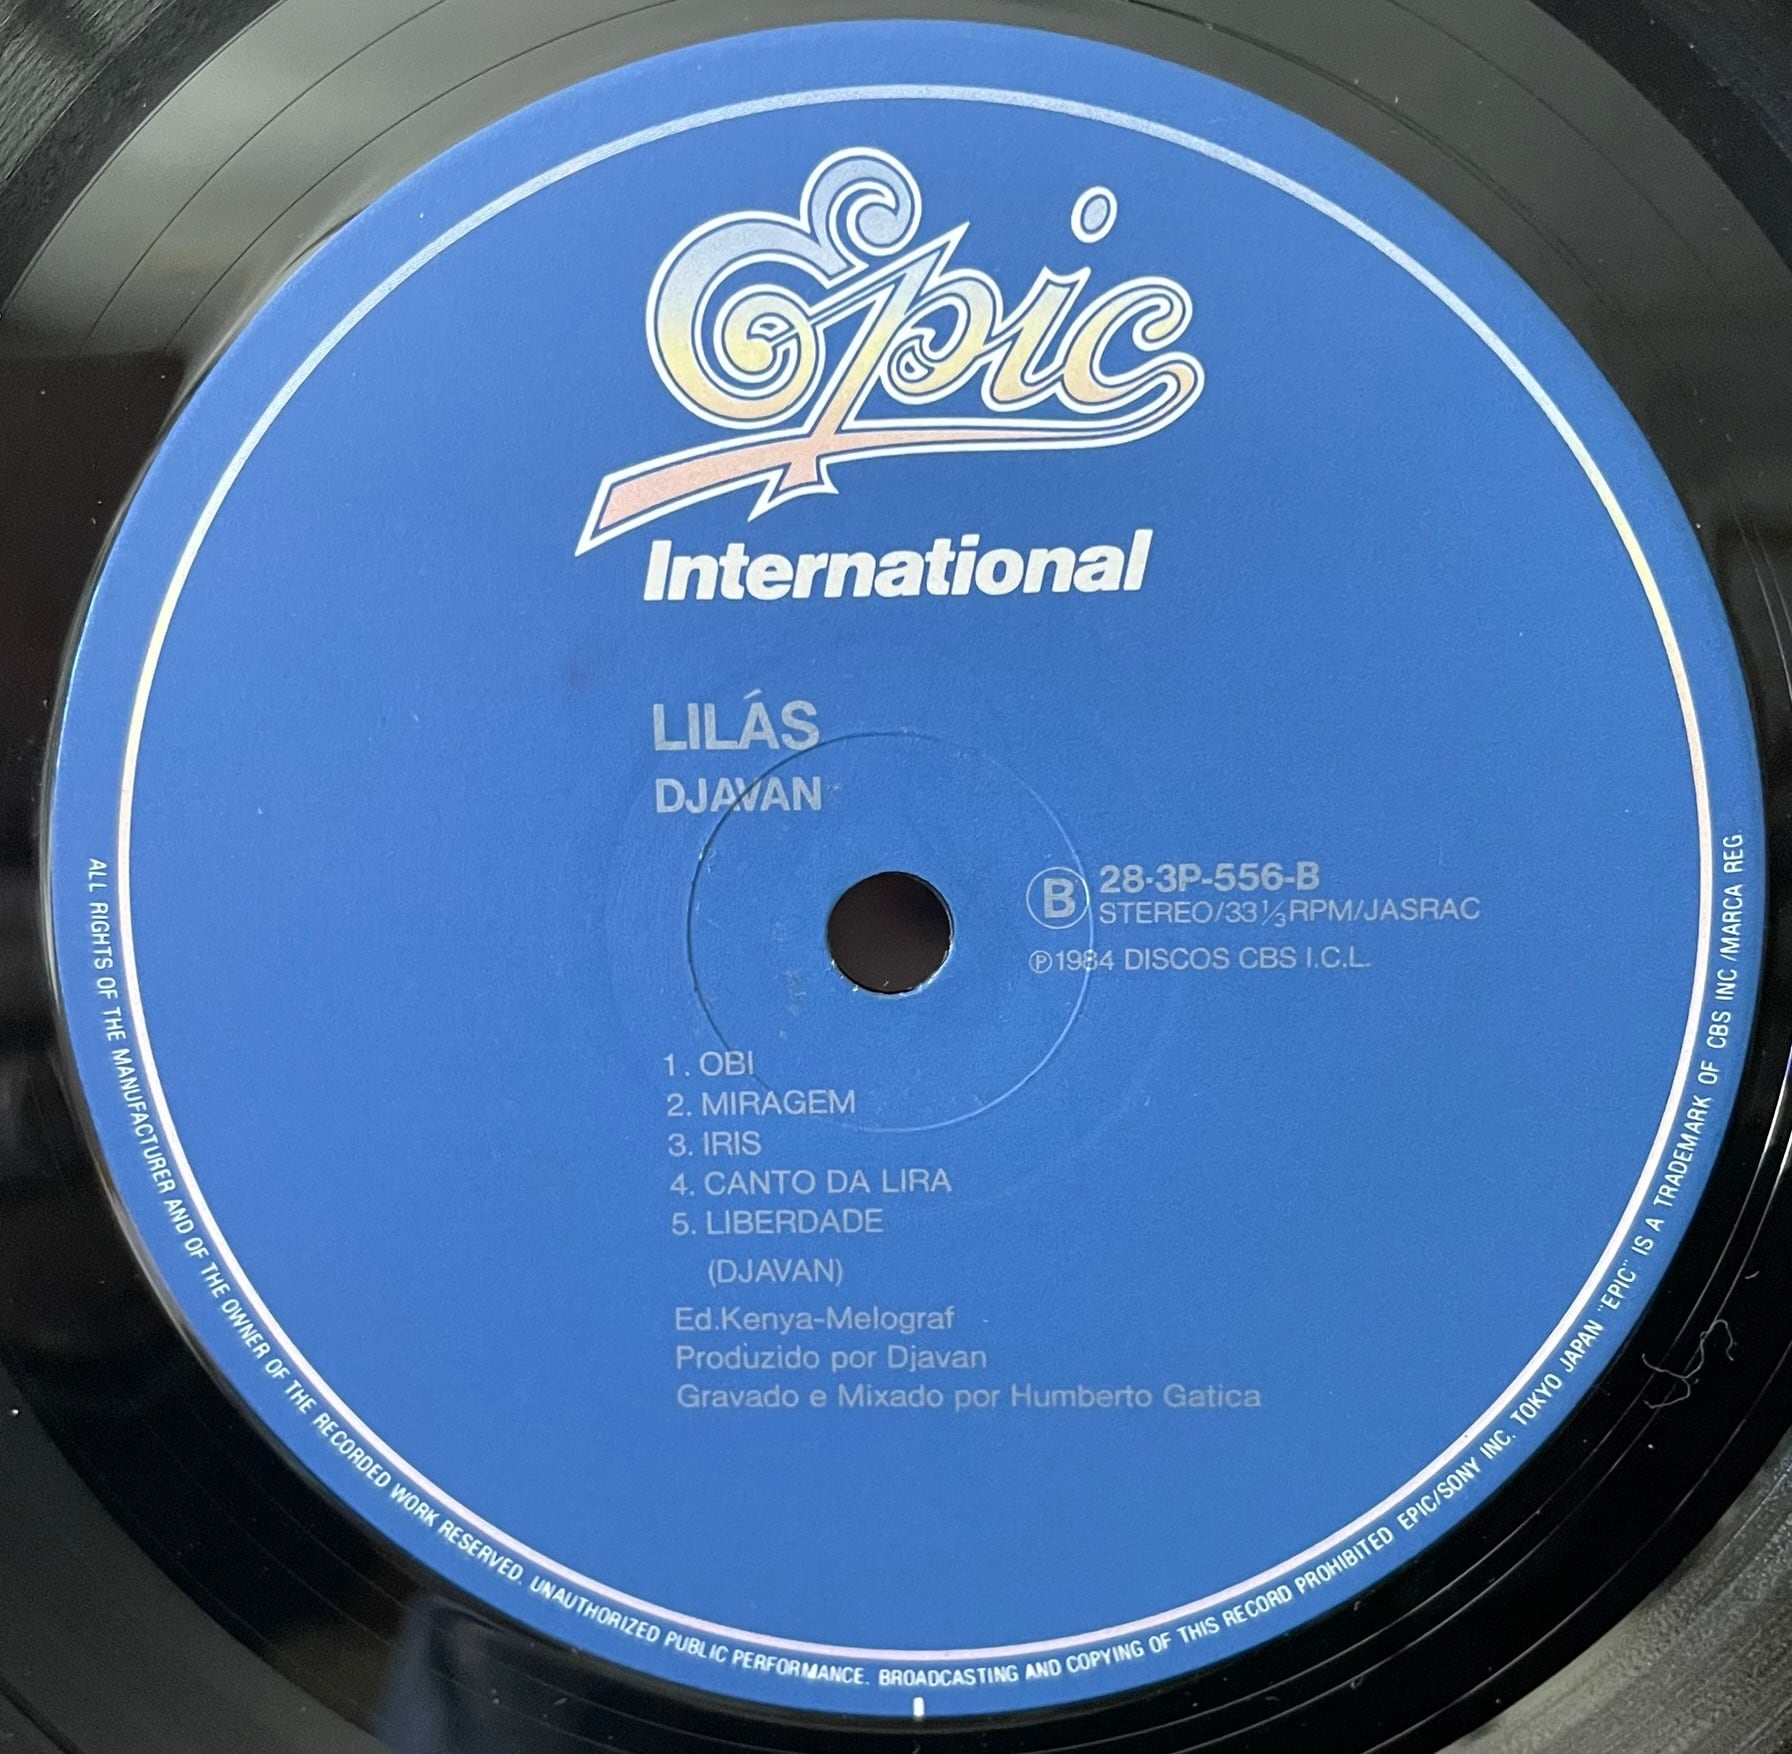 Epic
International
LILÁS
DJAVAN
B 28·3P-556-B
STEREO/33⅓RPM/JASRAC
℗1984 DISCOS CBS I.C.L.
1. OBI
2. MIRAGEM
3. IRIS
4. CANTO DA LIRA
5. LIBERDADE
(DJAVAN)
Ed.Kenya-Melograf
Produzido por Djavan
Gravado e Mixado por Humberto Gatica
ALL RIGHTS OF THE MANUFACTURER AND OF THE OWNER OF THE RECORDED WORK RESERVED. UNAUTHORIZED PUBLIC PERFORMANCE. BROADCASTING AND COPYING OF THIS RECORD PROHIBITED EPIC/SONY INC. TOKYO JAPAN "EPIC" IS A TRADEMARK OF CBS INC /MARCA REG.